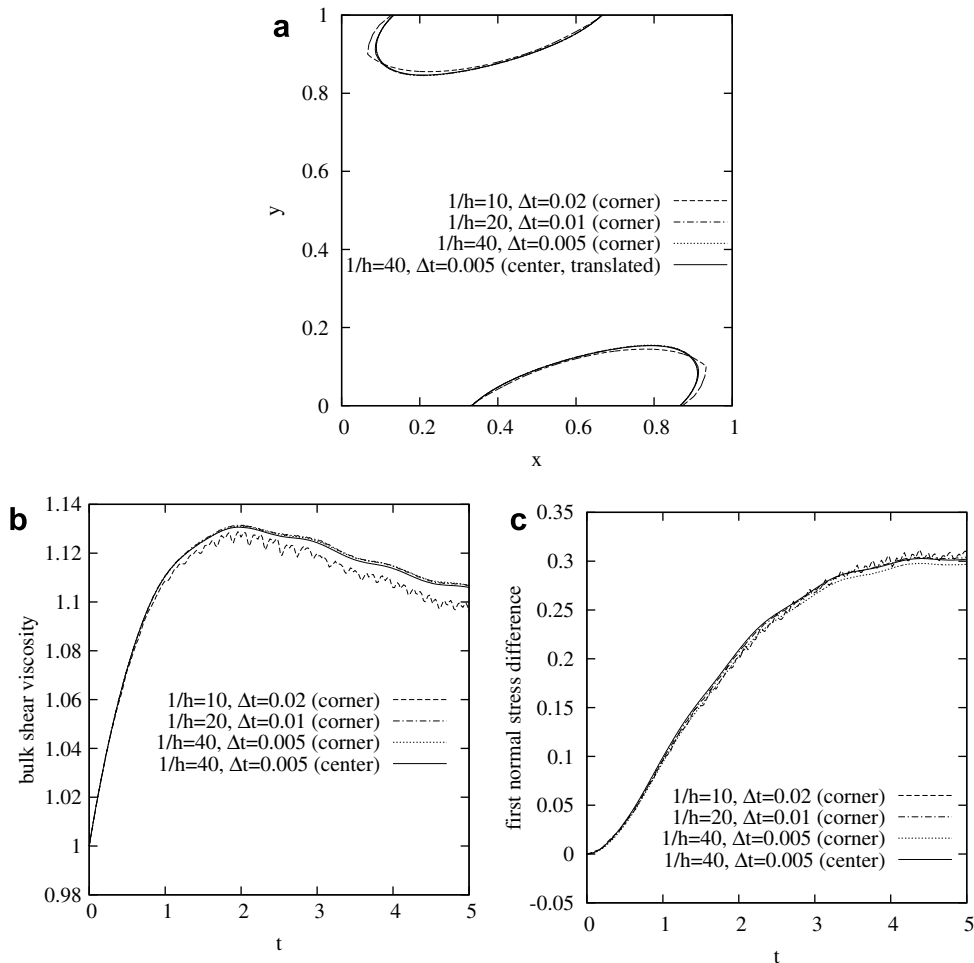 a
1
0.8
0.6
0.4
0.2
0
y
1/h=10, Δt=0.02 (corner)
1/h=20, Δt=0.01 (corner)
1/h=40, Δt=0.005 (corner)
1/h=40, Δt=0.005 (center, translated)
0 0.2 0.4 0.6 0.8 1
x
b
1.14
1.12
1.1
1.08
1.06
1.04
1.02
1
0.98
bulk shear viscosity
1/h=10, Δt=0.02 (corner)
1/h=20, Δt=0.01 (corner)
1/h=40, Δt=0.005 (corner)
1/h=40, Δt=0.005 (center)
0 1 2 3 4 5
t
c
0.35
0.3
0.25
0.2
0.15
0.1
0.05
0
-0.05
first normal stress difference
1/h=10, Δt=0.02 (corner)
1/h=20, Δt=0.01 (corner)
1/h=40, Δt=0.005 (corner)
1/h=40, Δt=0.005 (center)
0 1 2 3 4 5
t